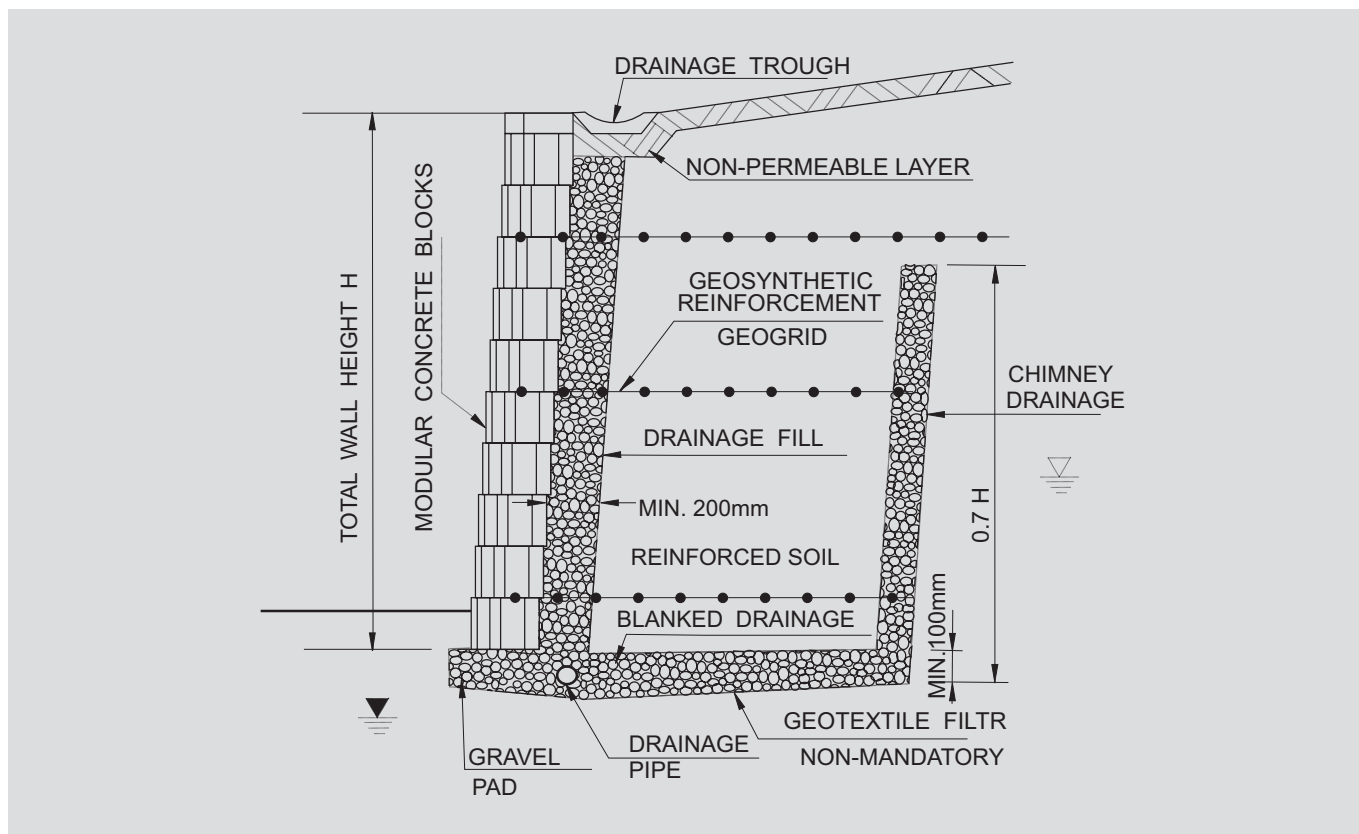 DRAINAGE TROUGH
NON-PERMEABLE LAYER
TOTAL WALL HEIGHT H
MODULAR CONCRETE BLOCKS
GEOSYNTHETIC
REINFORCEMENT
GEOGRID
CHIMNEY
DRAINAGE
DRAINAGE FILL
MIN. 200mm
0.7 H
REINFORCED SOIL
BLANKED DRAINAGE
MIN.100mm
GEOTEXTILE FILTR
NON-MANDATORY
DRAINAGE
PIPE
GRAVEL
PAD